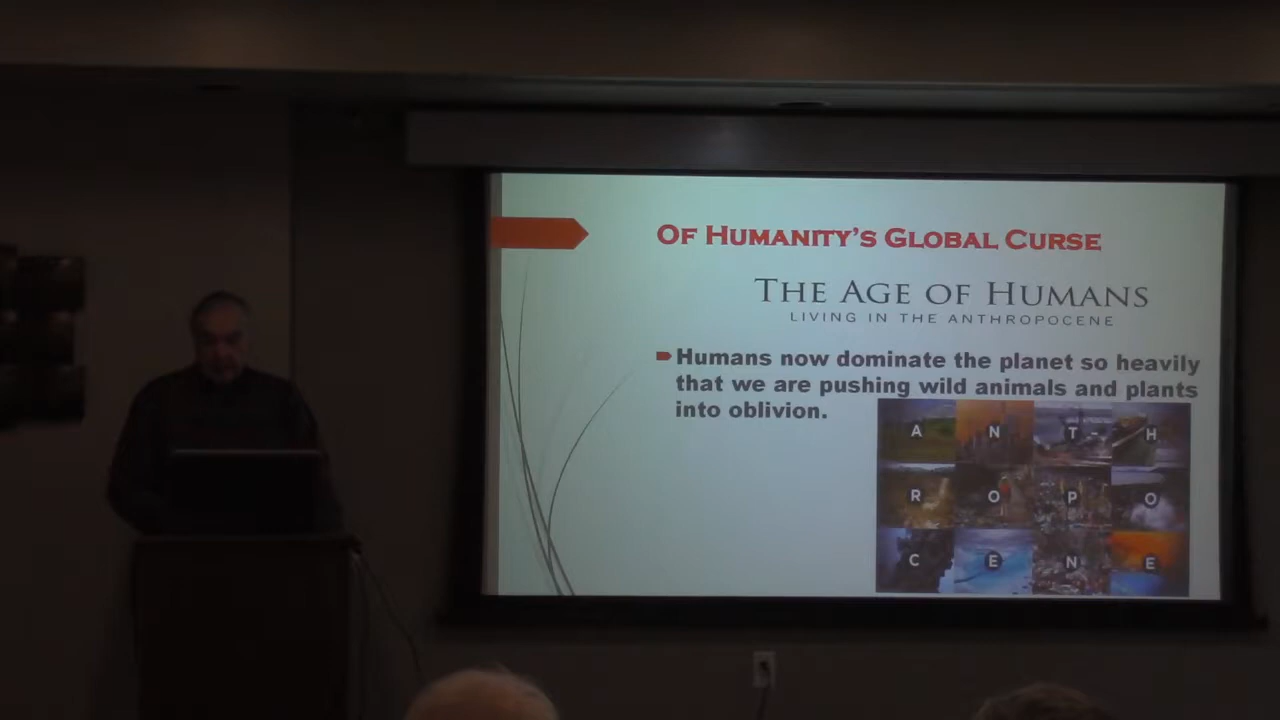 OF HUMANITY'S GLOBAL CURSE
THE AGE OF HUMANS
LIVING IN THE ANTHROPOCENE
Humans now dominate the planet so heavily
that we are pushing wild animals and plants
into oblivion.
A N T H
R O P O
C E N E